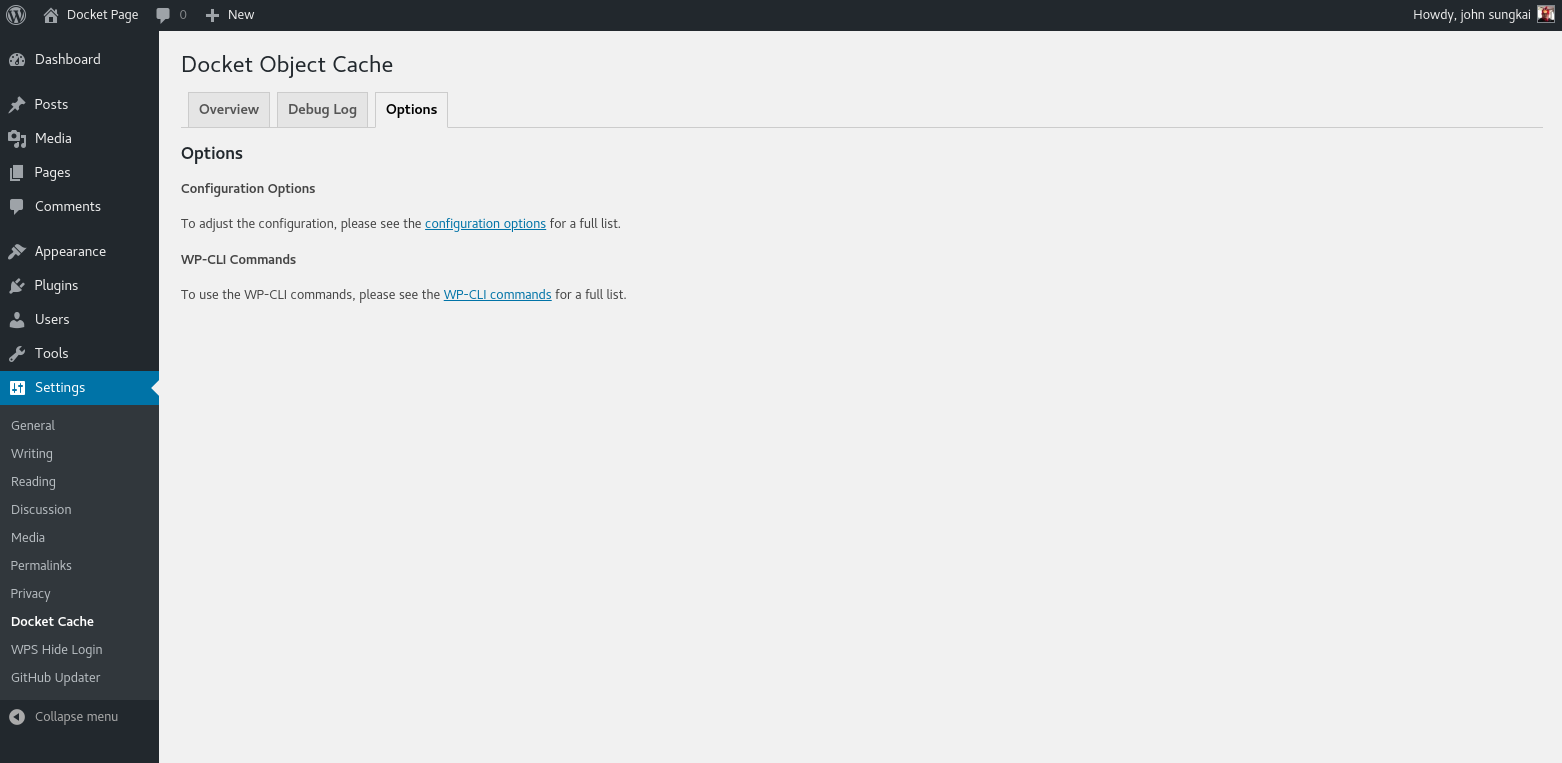 Docket Page 0 New Howdy, john sungkai
Dashboard
Posts
Media
Pages
Comments
Appearance
Plugins
Users
Tools
Settings
General
Writing
Reading
Discussion
Media
Permalinks
Privacy
Docket Cache
WPS Hide Login
GitHub Updater
Collapse menu
Docket Object Cache
Overview Debug Log Options
Options
Configuration Options
To adjust the configuration, please see the configuration options for a full list.
WP-CLI Commands
To use the WP-CLI commands, please see the WP-CLI commands for a full list.